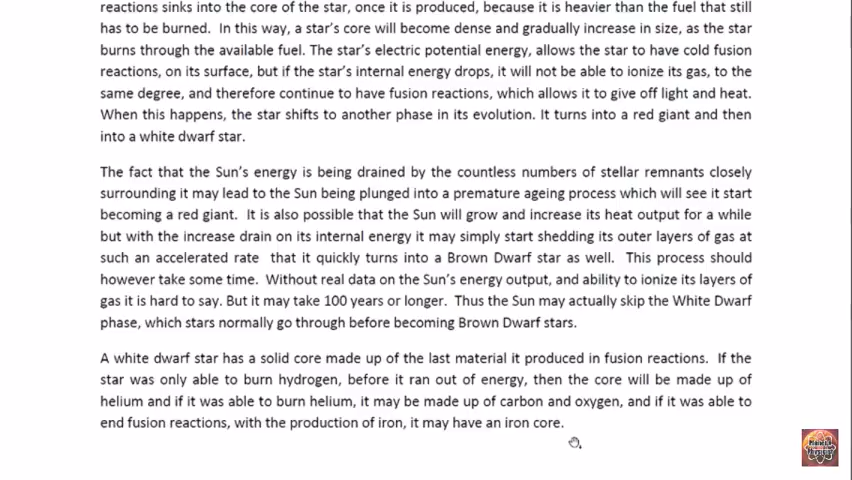 reactions sinks into the core of the star, once it is produced, because it is heavier than the fuel that still
has to be burned.  In this way, a star's core will become dense and gradually increase in size, as the star
burns through the available fuel. The star's electric potential energy, allows the star to have cold fusion
reactions, on its surface, but if the star's internal energy drops, it will not be able to ionize its gas, to the
same degree, and therefore continue to have fusion reactions, which allows it to give off light and heat.
When this happens, the star shifts to another phase in its evolution. It turns into a red giant and then
into a white dwarf star.
The fact that the Sun's energy is being drained by the countless numbers of stellar remnants closely
surrounding it may lead to the Sun being plunged into a premature ageing process which will see it start
becoming a red giant.  It is also possible that the Sun will grow and increase its heat output for a while
but with the increase drain on its internal energy it may simply start shedding its outer layers of gas at
such an accelerated rate  that it quickly turns into a Brown Dwarf star as well.  This process should
however take some time.  Without real data on the Sun's energy output, and ability to ionize its layers of
gas it is hard to say. But it may take 100 years or longer.  Thus the Sun may actually skip the White Dwarf
phase, which stars normally go through before becoming Brown Dwarf stars.
A white dwarf star has a solid core made up of the last material it produced in fusion reactions.  If the
star was only able to burn hydrogen, before it ran out of energy, then the core will be made up of
helium and if it was able to burn helium, it may be made up of carbon and oxygen, and if it was able to
end fusion reactions, with the production of iron, it may have an iron core.